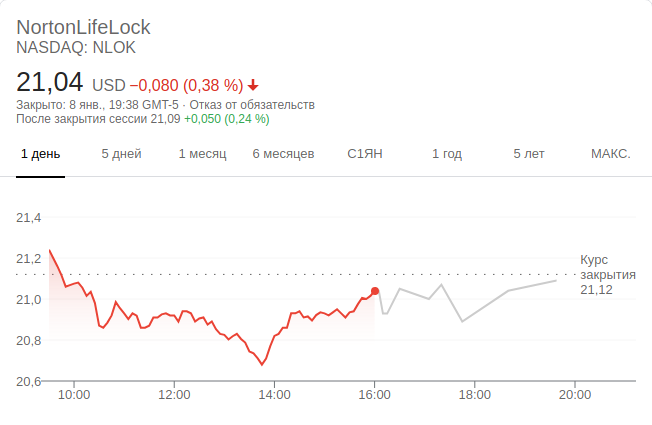 NortonLifeLock
NASDAQ: NLOK
21,04 USD −0,080 (0,38 %)
Закрыто: 8 янв., 19:38 GMT-5 · Отказ от обязательств
После закрытия сессии 21,09 +0,050 (0,24 %)
1 день 5 дней 1 месяц 6 месяцев С1ЯН 1 год 5 лет МАКС.
21,4
21,2
21,0
20,8
20,6
Курс
закрытия
21,12
10:00 12:00 14:00 16:00 18:00 20:00